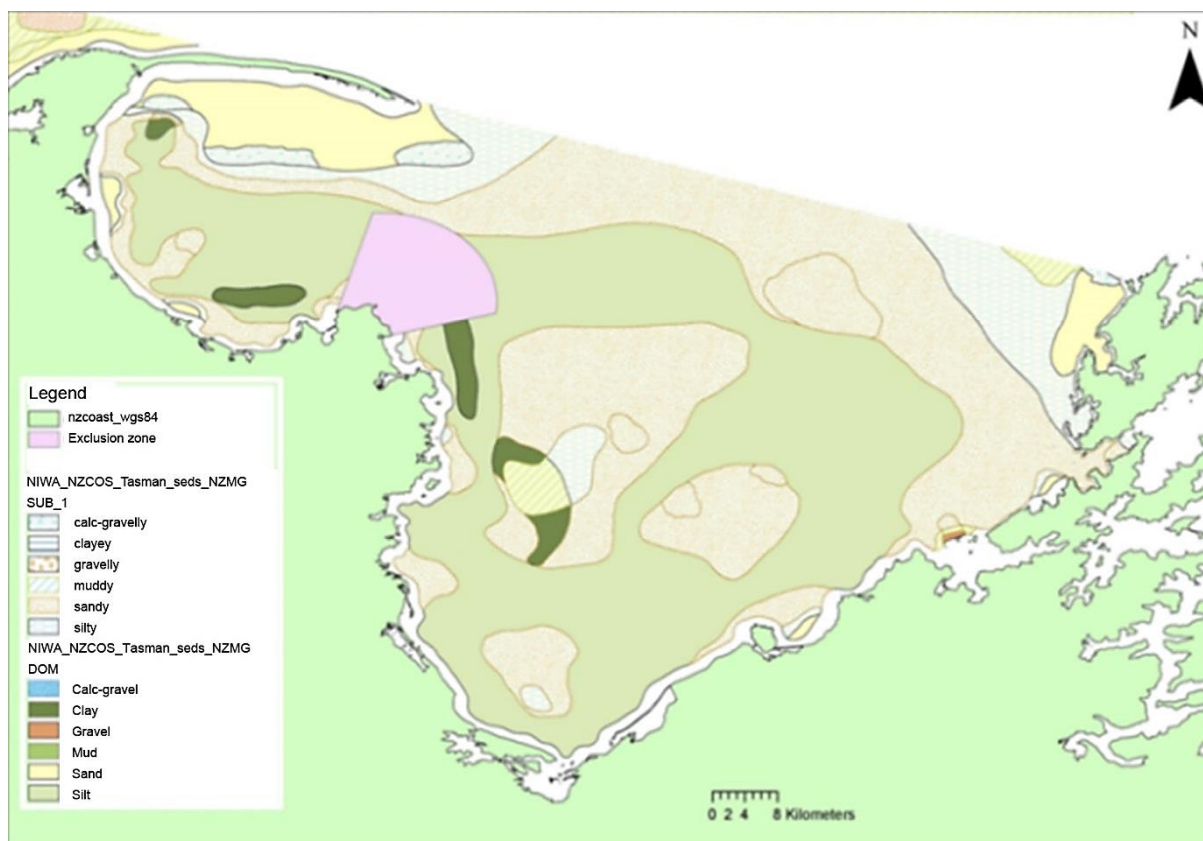 N
Legend
nzcoast_wgs84
Exclusion zone
NIWA_NZCOS_Tasman_seds_NZMG
SUB_1
calc-gravelly
clayey
gravelly
muddy
sandy
silty
NIWA_NZCOS_Tasman_seds_NZMG
DOM
Calc-gravel
Clay
Gravel
Mud
Sand
Silt
0 2 4 8 Kilometers